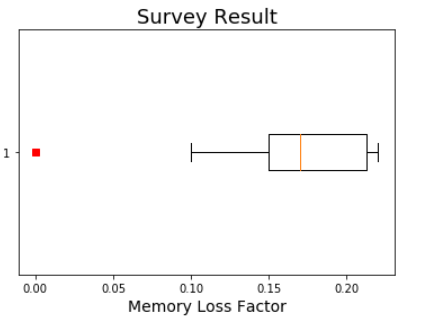 Survey Result
1
0.00 0.05 0.10 0.15 0.20
Memory Loss Factor